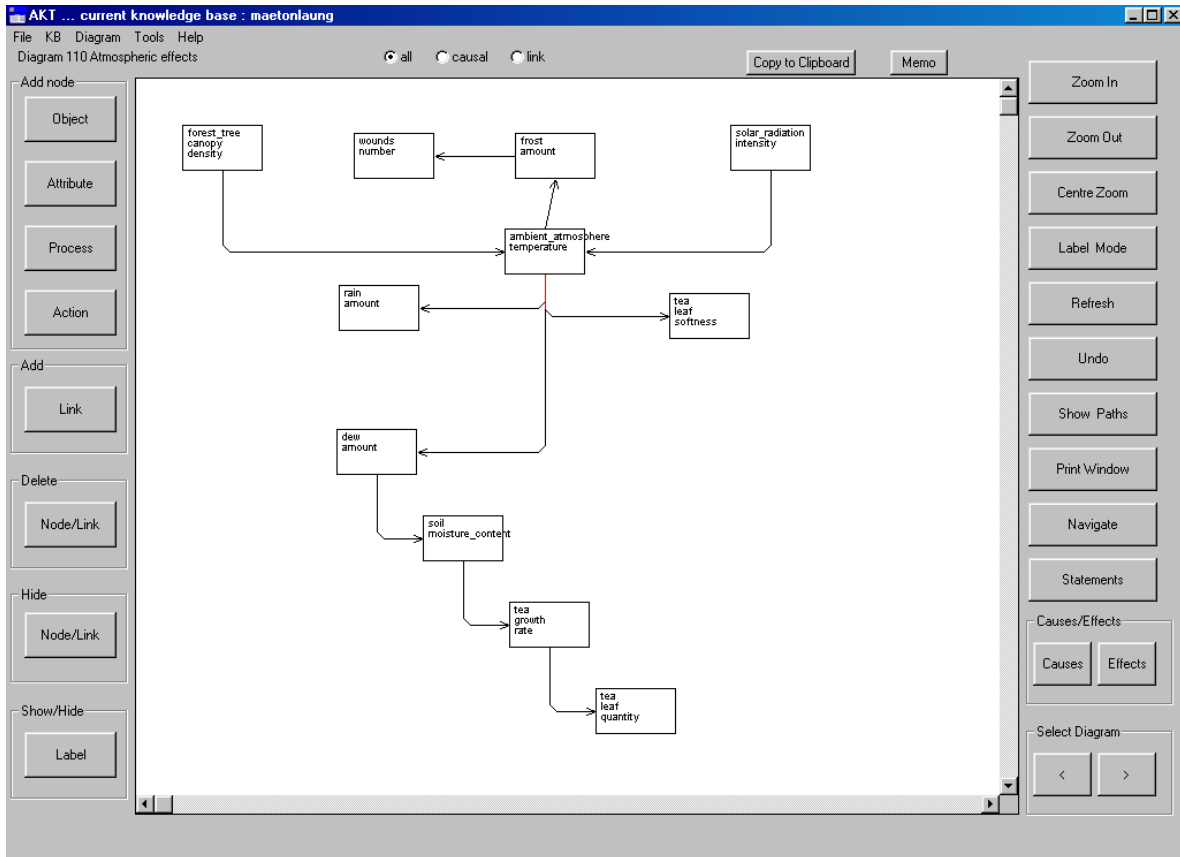 AKT ... current knowledge base : maetonlaung
File KB Diagram Tools Help
Diagram 110 Atmospheric effects
all
causal
link
Copy to Clipboard
Memo
Add node
Object
Attribute
Process
Action
Add
Link
Delete
Node/Link
Hide
Node/Link
Show/Hide
Label
forest_tree
canopy
density
wounds
number
frost
amount
solar_radiation
intensity
ambient_atmosphere
temperature
rain
amount
tea
leaf
softness
dew
amount
soil
moisture_content
tea
growth
rate
tea
leaf
quantity
Zoom In
Zoom Out
Centre Zoom
Label Mode
Refresh
Undo
Show Paths
Print Window
Navigate
Statements
Causes/Effects
Causes
Effects
Select Diagram
<
>